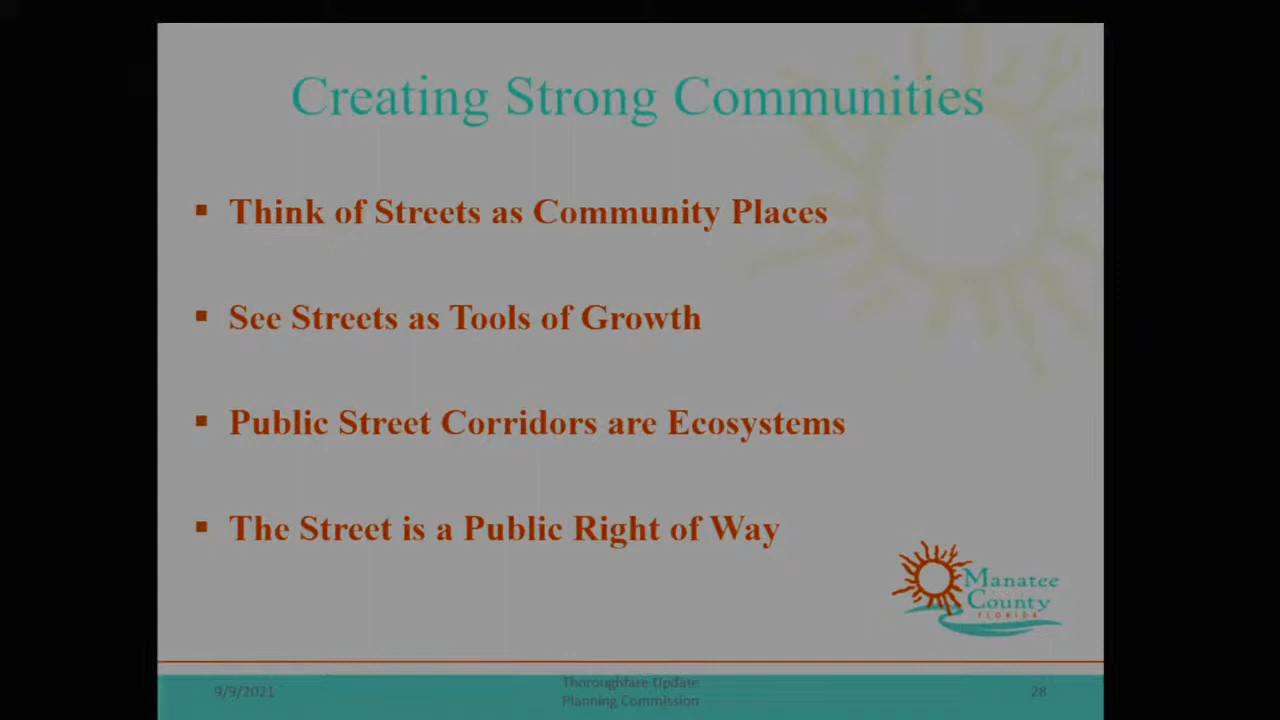 Creating Strong Communities
▪ Think of Streets as Community Places
▪ See Streets as Tools of Growth
▪ Public Street Corridors are Ecosystems
▪ The Street is a Public Right of Way
Manatee
County
FLORIDA
9/9/2021
Thoroughfare Update
Planning Commission
28